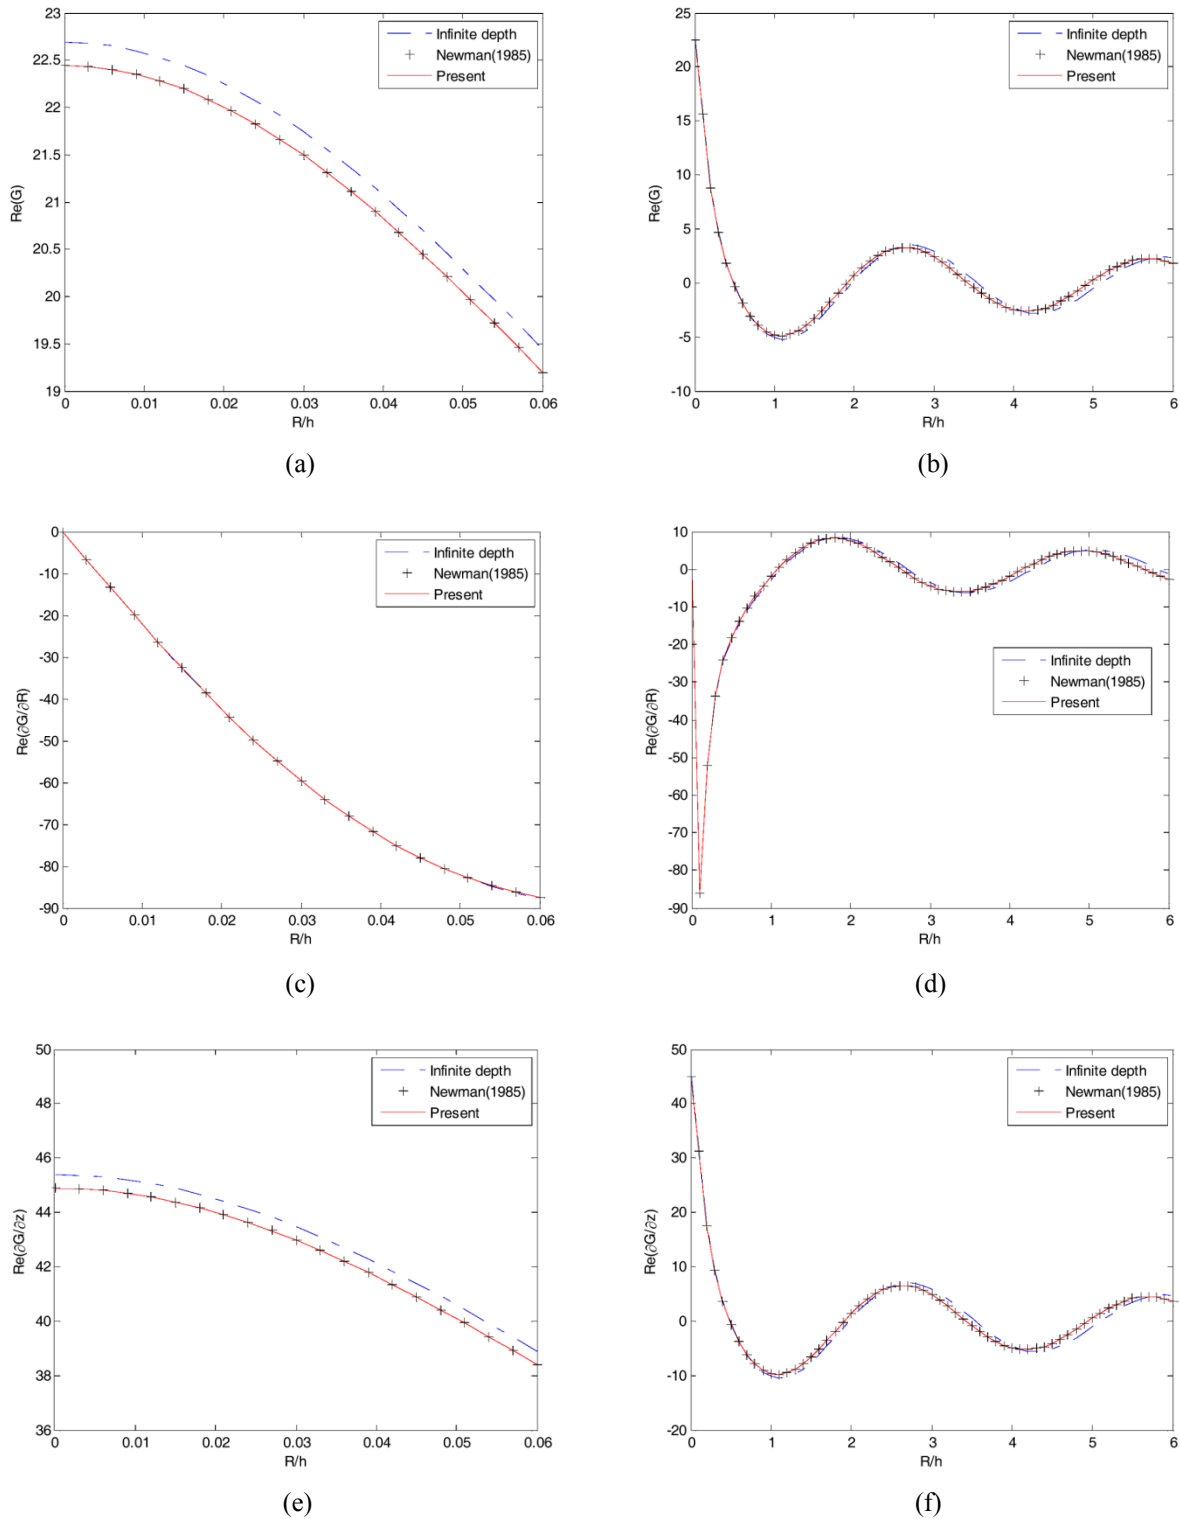 23
22.5
22
21.5
21
20.5
20
19.5
19
Re(G)
0 0.01 0.02 0.03 0.04 0.05 0.06
R/h
Infinite depth
Newman(1985)
Present
(a)
25
20
15
10
5
0
-5
-10
Re(G)
0 1 2 3 4 5 6
R/h
Infinite depth
Newman(1985)
Present
(b)
0
-10
-20
-30
-40
-50
-60
-70
-80
-90
Re(∂G/∂R)
0 0.01 0.02 0.03 0.04 0.05 0.06
R/h
Infinite depth
Newman(1985)
Present
(c)
10
0
-10
-20
-30
-40
-50
-60
-70
-80
-90
Re(∂G/∂R)
0 1 2 3 4 5 6
R/h
Infinite depth
Newman(1985)
Present
(d)
50
48
46
44
42
40
38
36
Re(∂G/∂z)
0 0.01 0.02 0.03 0.04 0.05 0.06
R/h
Infinite depth
Newman(1985)
Present
(e)
50
40
30
20
10
0
-10
-20
Re(∂G/∂z)
0 1 2 3 4 5 6
R/h
Infinite depth
Newman(1985)
Present
(f)